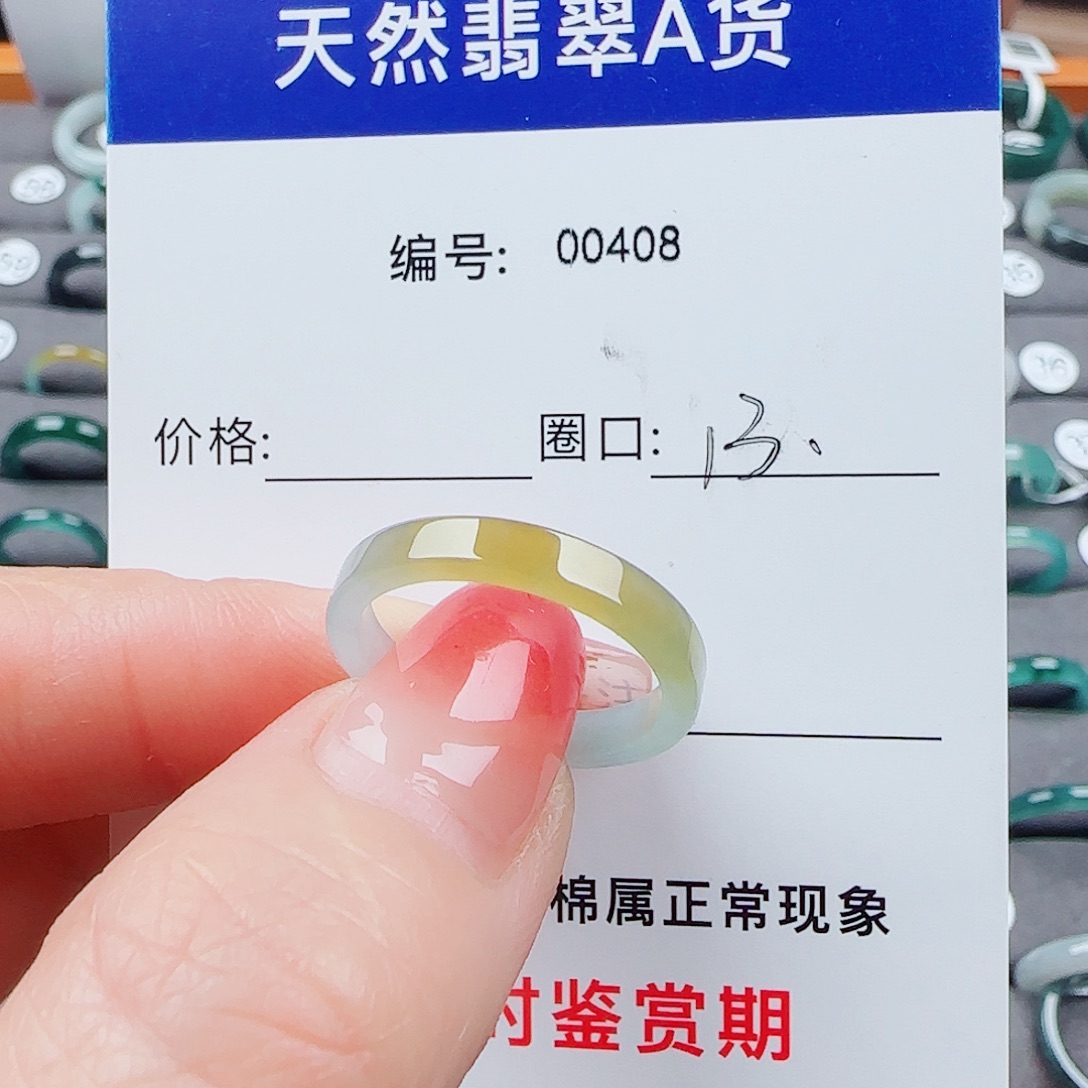 天然翡翠A货
编号: 00408
价格: 圈口: 13.
棉属正常现象
时鉴赏期